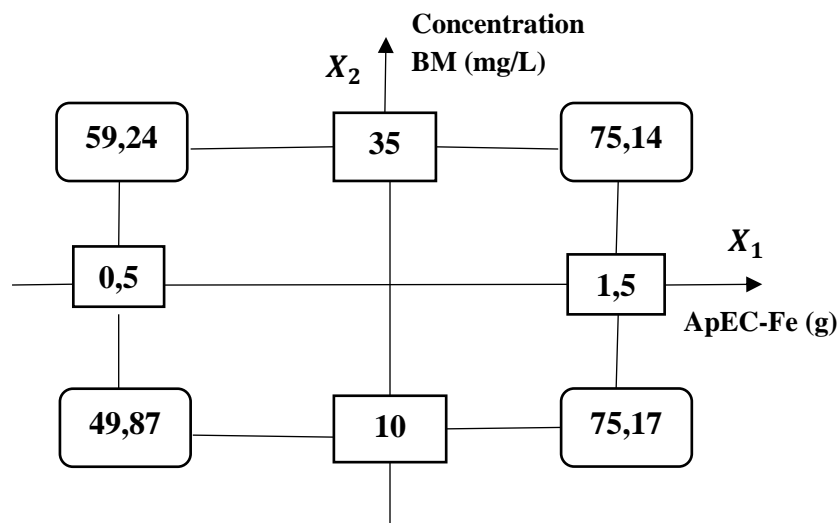 Concentration
X₂ BM (mg/L)
59,24 35 75,14
0,5 1,5 X₁
ApEC-Fe (g)
49,87 10 75,17